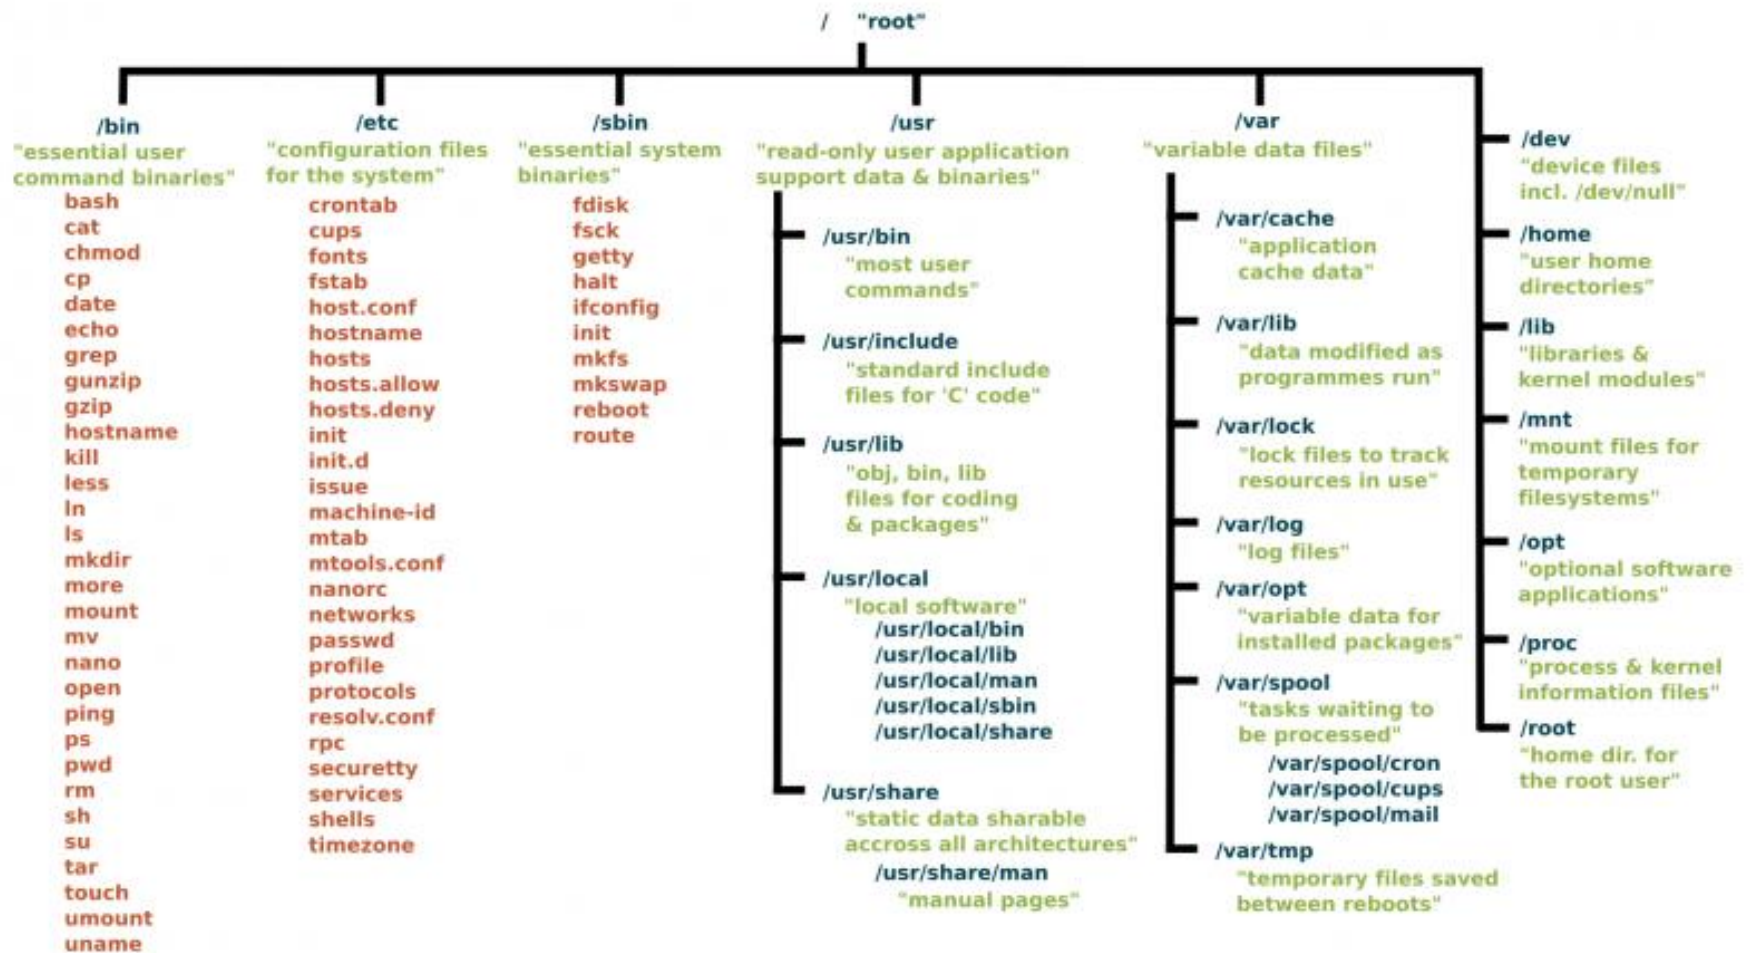 / "root"
/bin
"essential user
command binaries"
bash
cat
chmod
cp
date
echo
grep
gunzip
gzip
hostname
kill
less
ln
ls
mkdir
more
mount
mv
nano
open
ping
ps
pwd
rm
sh
su
tar
touch
umount
uname
/etc
"configuration files
for the system"
crontab
cups
fonts
fstab
host.conf
hostname
hosts
hosts.allow
hosts.deny
init
init.d
issue
machine-id
mtab
mtools.conf
nanorc
networks
passwd
profile
protocols
resolv.conf
rpc
securetty
services
shells
timezone
/sbin
"essential system
binaries"
fdisk
fsck
getty
halt
ifconfig
init
mkfs
mkswap
reboot
route
/usr
"read-only user application
support data & binaries"
/usr/bin
"most user
commands"
/usr/include
"standard include
files for 'C' code"
/usr/lib
"obj, bin, lib
files for coding
& packages"
/usr/local
"local software"
/usr/local/bin
/usr/local/lib
/usr/local/man
/usr/local/sbin
/usr/local/share
/usr/share
"static data sharable
accross all architectures"
/usr/share/man
"manual pages"
/var
"variable data files"
/var/cache
"application
cache data"
/var/lib
"data modified as
programmes run"
/var/lock
"lock files to track
resources in use"
/var/log
"log files"
/var/opt
"variable data for
installed packages"
/var/spool
"tasks waiting to
be processed"
/var/spool/cron
/var/spool/cups
/var/spool/mail
/var/tmp
"temporary files saved
between reboots"
/dev
"device files
incl. /dev/null"
/home
"user home
directories"
/lib
"libraries &
kernel modules"
/mnt
"mount files for
temporary
filesystems"
/opt
"optional software
applications"
/proc
"process & kernel
information files"
/root
"home dir. for
the root user"